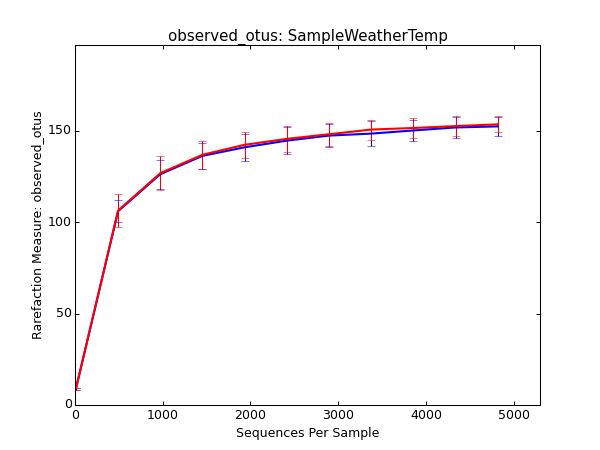 observed_otus: SampleWeatherTemp
Rarefaction Measure: observed_otus
150
100
50
0
0 1000 2000 3000 4000 5000
Sequences Per Sample